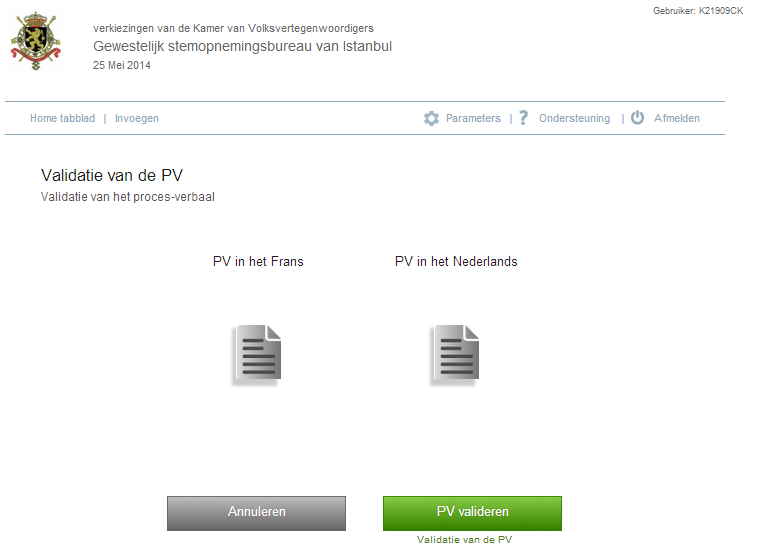 Gebruiker: K21909CK
verkiezingen van de Kamer van Volksvertegenwoordigers
Gewestelijk stemopnemingsbureau van Istanbul
25 Mei 2014
Home tabblad | Invoegen
Parameters | ? Ondersteuning | Afmelden
Validatie van de PV
Validatie van het proces-verbaal
PV in het Frans
PV in het Nederlands
Annuleren
PV valideren
Validatie van de PV